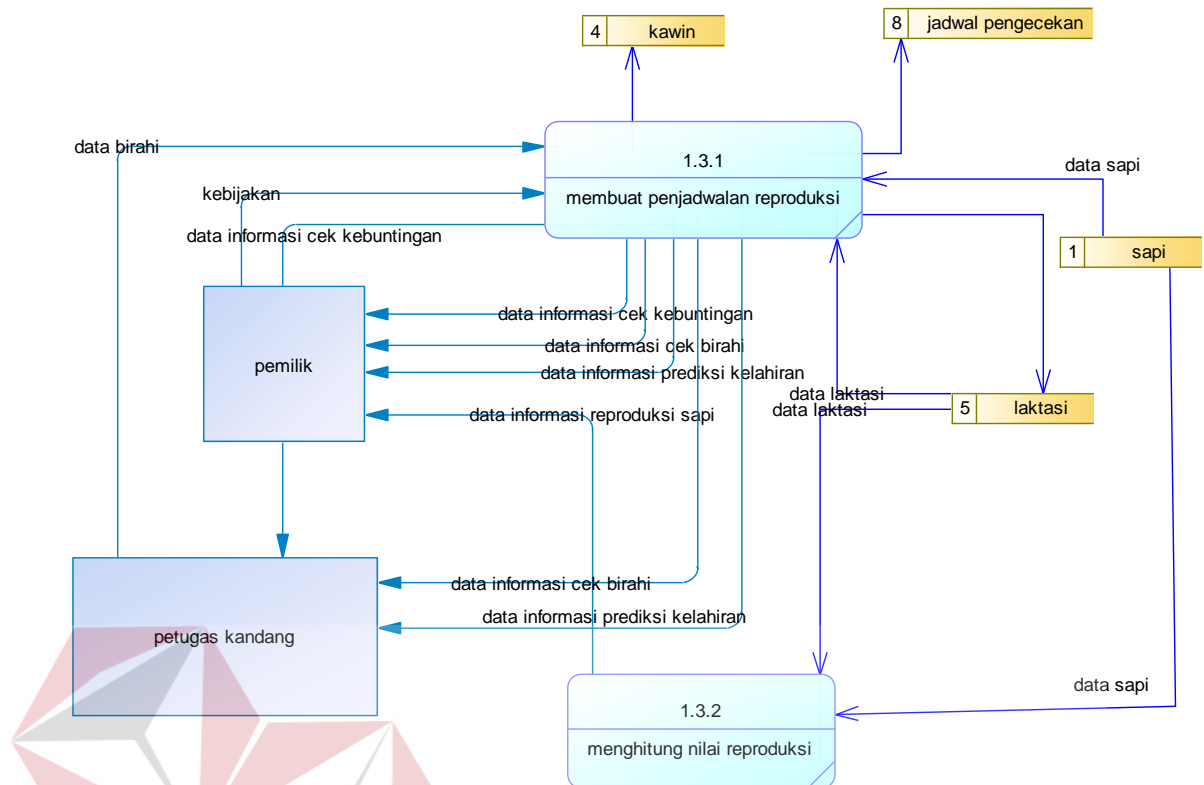 4 kawin
8 jadwal pengecekan
data birahi
1.3.1
data sapi
kebijakan
membuat penjadwalan reproduksi
data informasi cek kebuntingan
1 sapi
data informasi cek kebuntingan
data informasi cek birahi
pemilik
data informasi prediksi kelahiran
data laktasi
data laktasi
5 laktasi
data informasi reproduksi sapi
data informasi cek birahi
data informasi prediksi kelahiran
petugas kandang
data sapi
1.3.2
menghitung nilai reproduksi